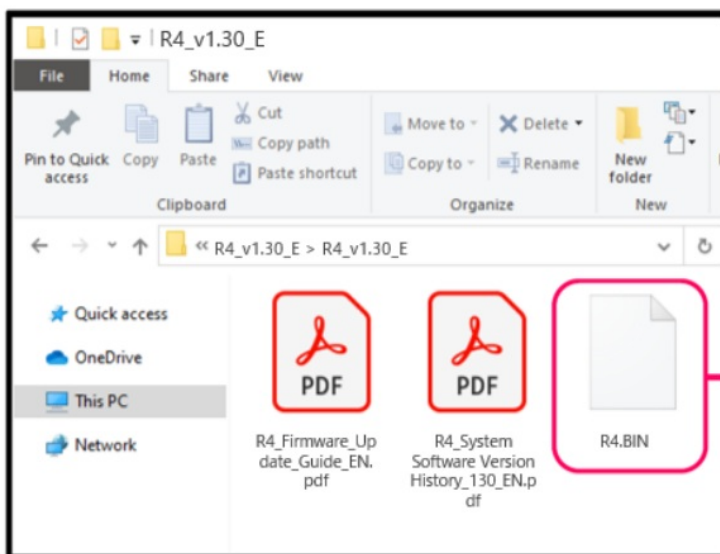 R4_v1.30_E
File Home Share View
Pin to Quick access
Copy
Paste
Cut
Copy path
Paste shortcut
Clipboard
Move to
Copy to
Delete
Rename
Organize
New folder
New
« R4_v1.30_E > R4_v1.30_E
Quick access
OneDrive
This PC
Network
PDF
R4_Firmware_Up
date_Guide_EN.
pdf
PDF
R4_System
Software Version
History_130_EN.p
df
R4.BIN